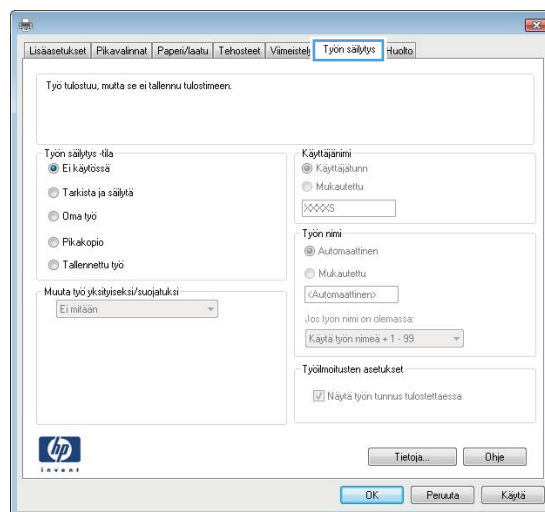 Lisäasetukset Pikavalinnat Paperi/laatu Tehosteet Viimeistely Työn säilytys Huolto
Työ tulostuu, mutta se ei tallennu tulostimeen.
Työn säilytys -tila
Ei käytössä
Tarkista ja säilytä
Oma työ
Pikakopio
Tallennettu työ
Muuta työ yksityiseksi/suojatuksi
Ei mitään
Käyttäjänimi
Käyttäjätunn
Mukautettu
XXXXS
Työn nimi
Automaattinen
Mukautettu
<Automaattinen>
Jos työn nimi on olemassa:
Käytä työn nimeä + 1 - 99
Työilmoitusten asetukset
Näytä työn tunnus tulostettaessa
hp
invent
Tietoja... Ohje
OK Peruuta Käytä